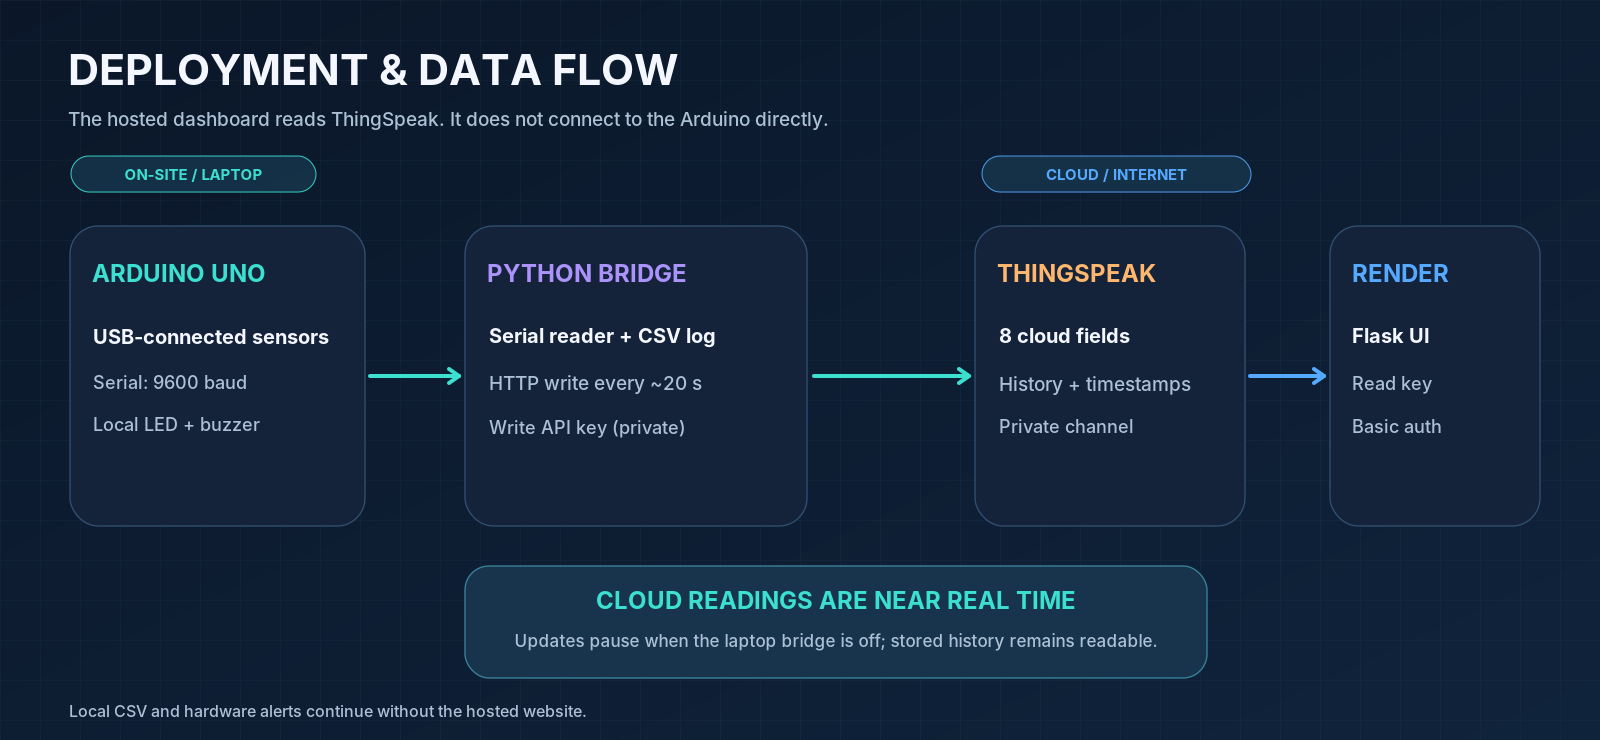 DEPLOYMENT & DATA FLOW
The hosted dashboard reads ThingSpeak. It does not connect to the Arduino directly.
ON-SITE / LAPTOP
CLOUD / INTERNET
ARDUINO UNO
USB-connected sensors
Serial: 9600 baud
Local LED + buzzer
PYTHON BRIDGE
Serial reader + CSV log
HTTP write every ~20 s
Write API key (private)
THINGSPEAK
8 cloud fields
History + timestamps
Private channel
RENDER
Flask UI
Read key
Basic auth
CLOUD READINGS ARE NEAR REAL TIME
Updates pause when the laptop bridge is off; stored history remains readable.
Local CSV and hardware alerts continue without the hosted website.